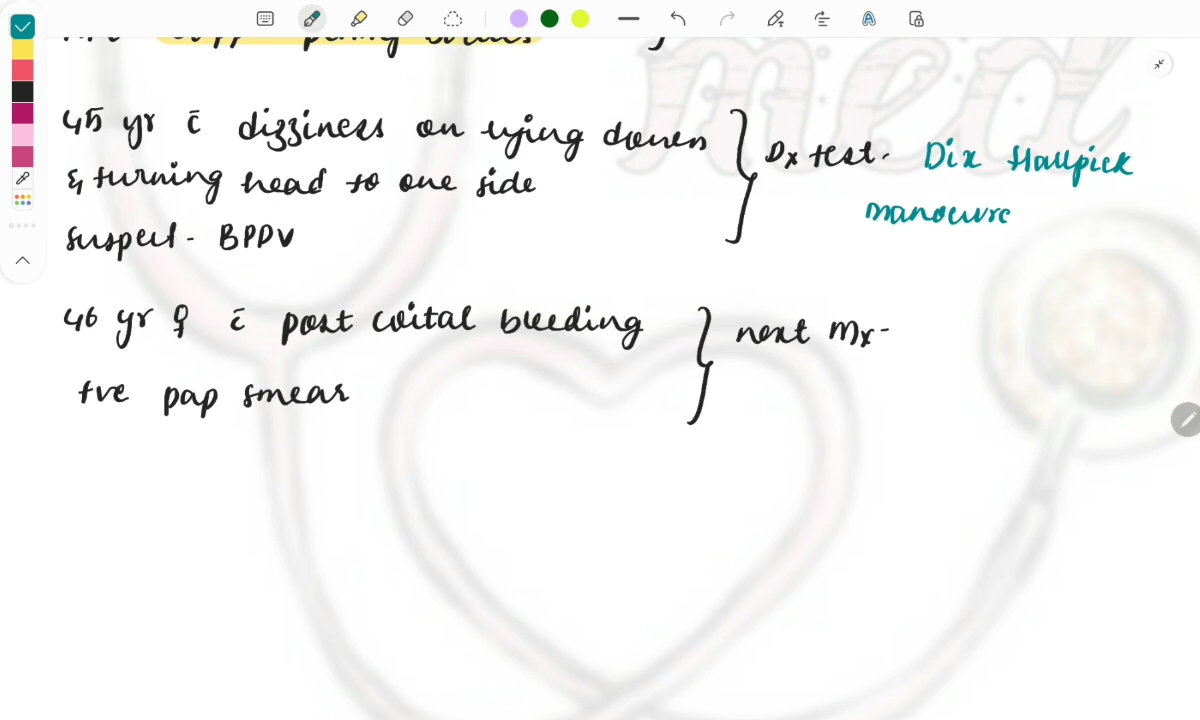 med
45 yr c̄ dizziness on lying down
& turning head to one side
suspect - BPPV
Dx test. Dix Hallpick
manoeuvre
46 yr ♀ c̄ post coital bleeding
+ve pap smear
next Mx -